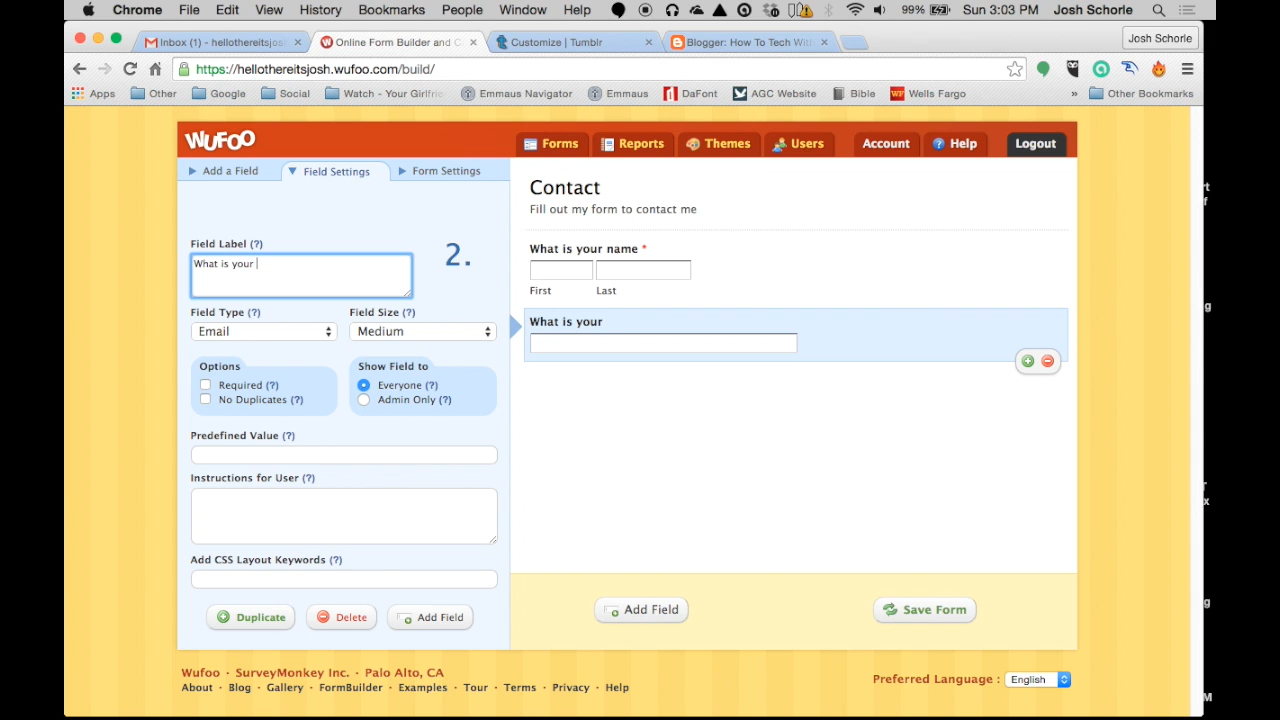 Chrome File Edit View History Bookmarks People Window Help 99% Sun 3:03 PM Josh Schorle
Inbox (1) - hellothereitsjosh Online Form Builder and C Customize | Tumblr Blogger: How To Tech With Josh Schorle
https://hellothereitsjosh.wufoo.com/build/
Apps Other Google Social Watch - Your Girlfrie Emmaus Navigator Emmaus DaFont AGC Website Bible WF Wells Fargo » Other Bookmarks
WUFOO Forms Reports Themes Users Account Help Logout
Add a Field Field Settings Form Settings
Contact
Fill out my form to contact me
Field Label (?)
2.
What is your
What is your name *
First Last
Field Type (?) Field Size (?)
Email Medium
What is your
Options Show Field to
Required (?) Everyone (?)
No Duplicates (?) Admin Only (?)
Predefined Value (?)
Instructions for User (?)
Add CSS Layout Keywords (?)
Duplicate Delete Add Field
Add Field Save Form
Wufoo · SurveyMonkey Inc. · Palo Alto, CA
About · Blog · Gallery · FormBuilder · Examples · Tour · Terms · Privacy · Help
Preferred Language : English